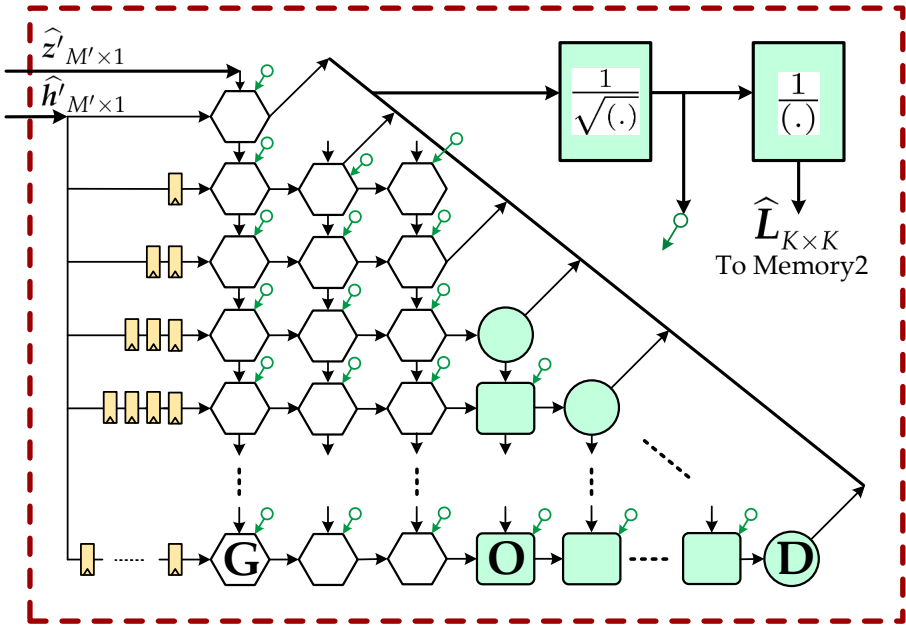 ẑ'M'×1
ĥ'M'×1
1/√(.)
1/(.)
L̂K×K
To Memory2
G
O
D